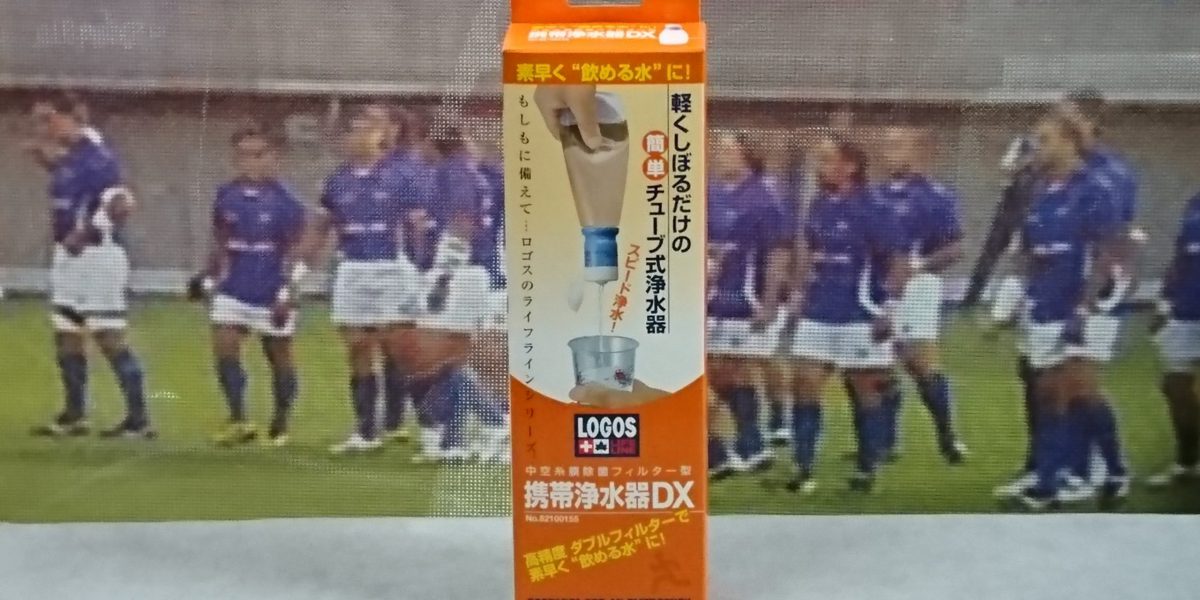 携帯浄水器DX
素早く“飲める水”に!
軽くしぼるだけの
簡単チューブ式浄水器
もしもに備えて…ロゴスのライフラインシリーズ。
スピード浄水!
LOGOS
LIFE LINE
中空糸膜除菌フィルター型
携帯浄水器DX
No.82100155
高精度 ダブルフィルターで
素早く“飲める水”に!